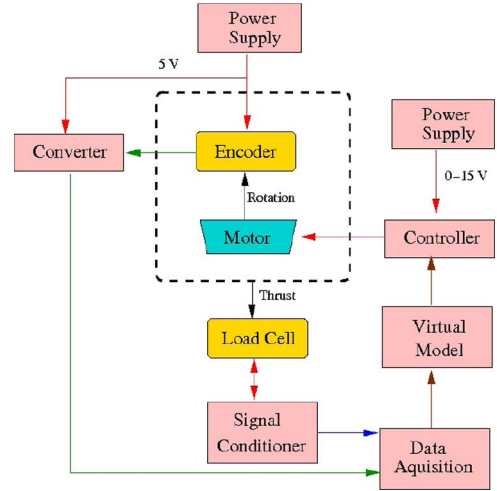 Power
Supply
5 V
Power
Supply
Converter
Encoder
0–15 V
Rotation
Motor
Controller
Thrust
Load Cell
Virtual
Model
Signal
Conditioner
Data
Aquisition